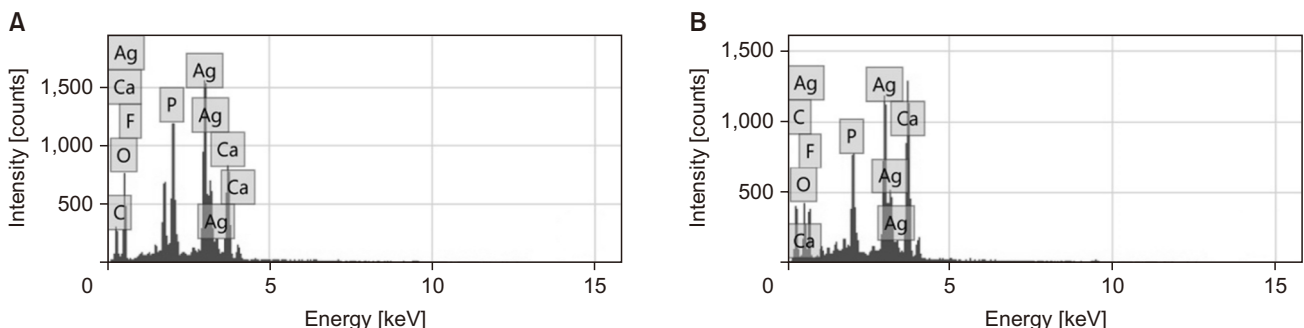 A
Intensity [counts]
1,500
1,000
500
0
5
10
15
Energy [keV]
Ag
Ca
F
O
C
P
Ag
Ag
Ca
Ca
Ag
B
Intensity [counts]
1,500
1,000
500
0
5
10
15
Energy [keV]
Ag
C
F
O
Ca
P
Ag
Ca
Ag
Ag